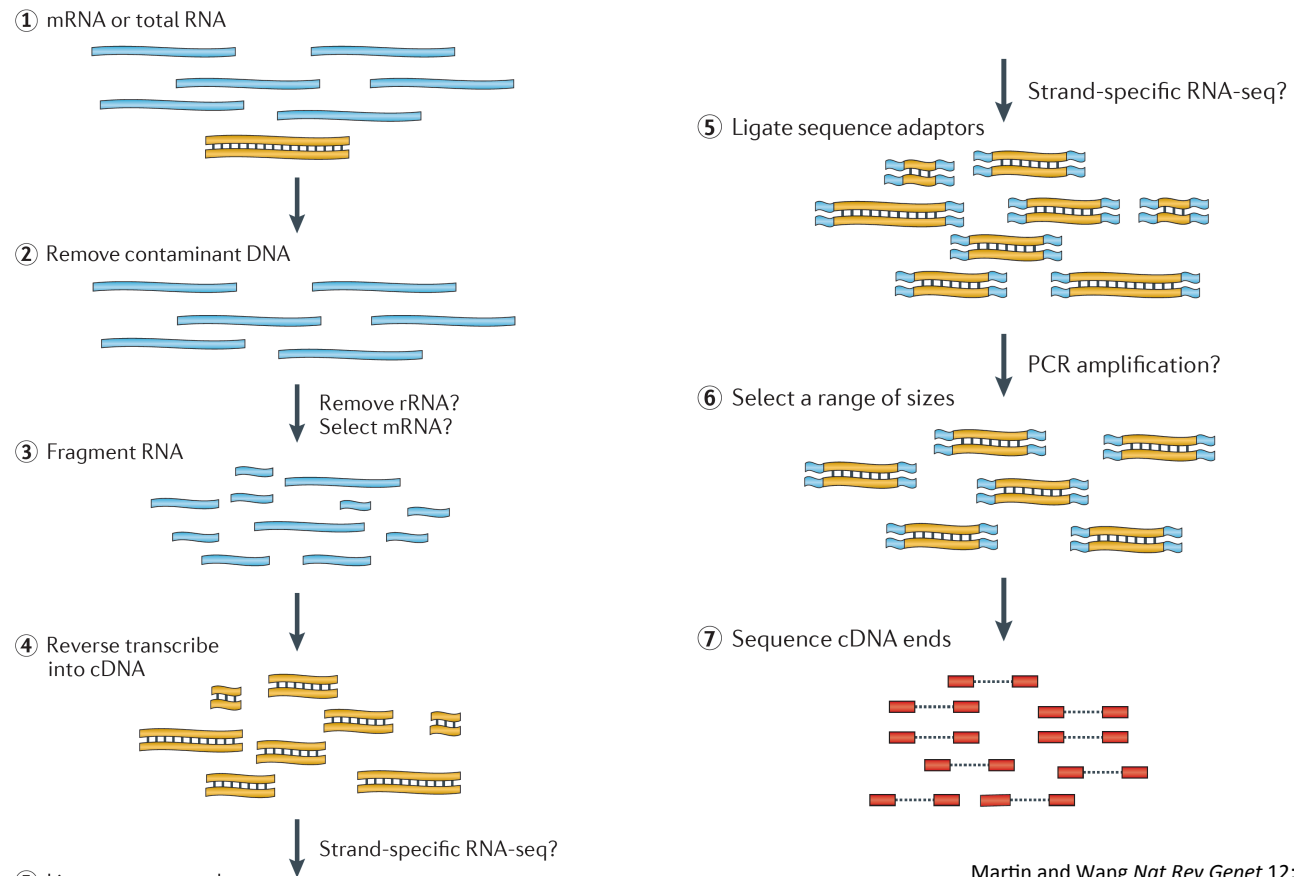 ① mRNA or total RNA
② Remove contaminant DNA
Remove rRNA?
Select mRNA?
③ Fragment RNA
④ Reverse transcribe
into cDNA
Strand-specific RNA-seq?
Strand-specific RNA-seq?
⑤ Ligate sequence adaptors
PCR amplification?
⑥ Select a range of sizes
⑦ Sequence cDNA ends
Martin and Wang Nat Rev Genet 12: